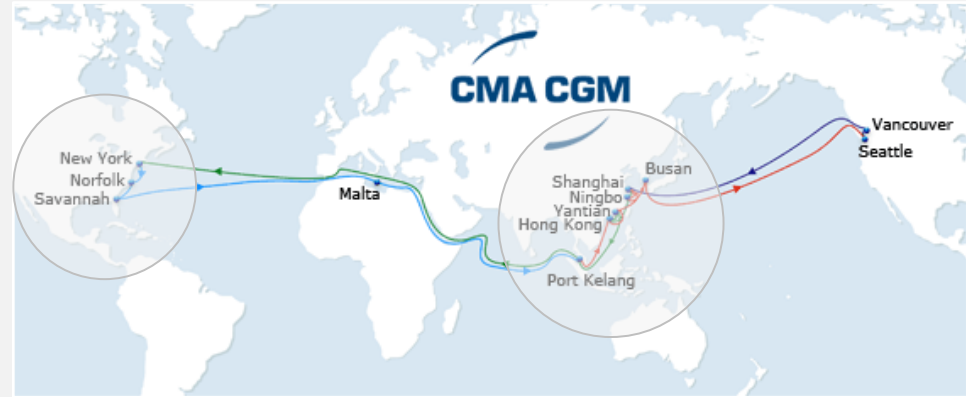 CMA CGM
Vancouver
Seattle
New York
Norfolk
Savannah
Malta
Busan
Shanghai
Ningbo
Yantian
Hong Kong
Port Kelang